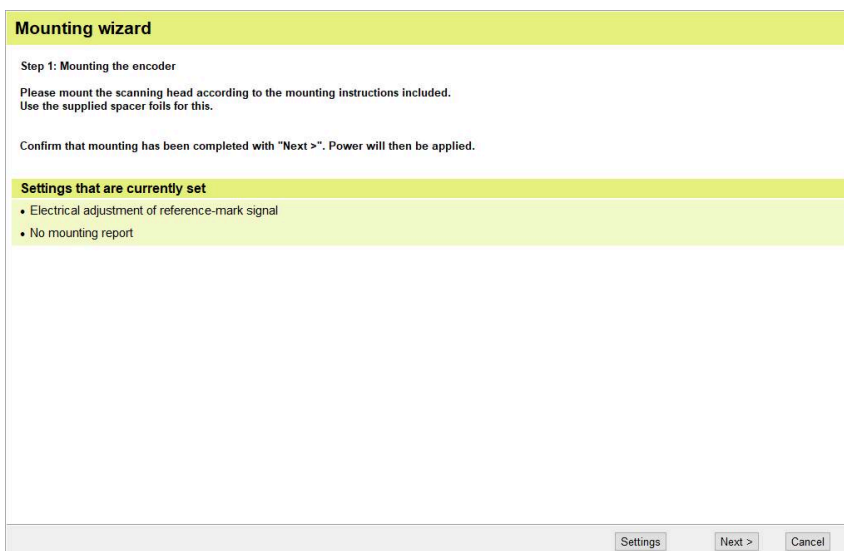 Mounting wizard
Step 1: Mounting the encoder
Please mount the scanning head according to the mounting instructions included.
Use the supplied spacer foils for this.
Confirm that mounting has been completed with "Next >". Power will then be applied.
Settings that are currently set
• Electrical adjustment of reference-mark signal
• No mounting report
Settings Next > Cancel